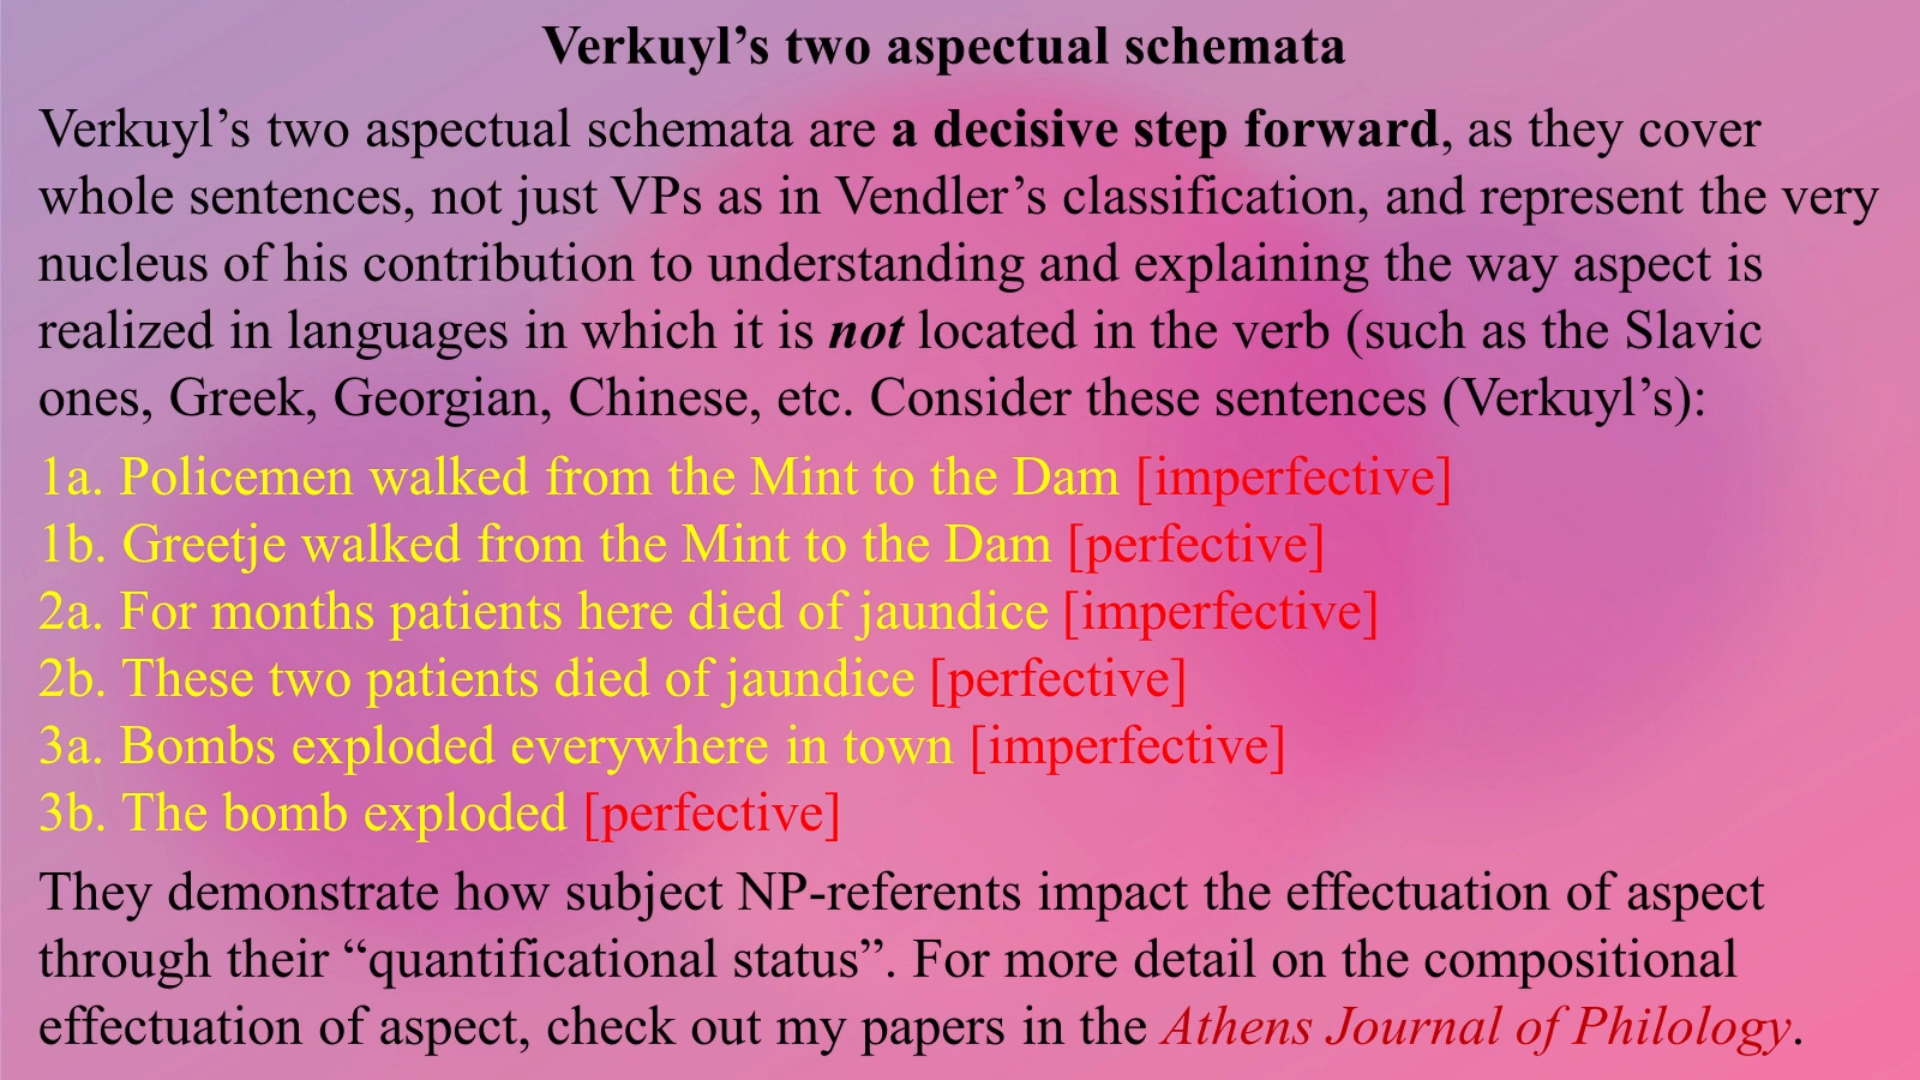 Verkuyl’s two aspectual schemata
Verkuyl’s two aspectual schemata are a decisive step forward, as they cover
whole sentences, not just VPs as in Vendler’s classification, and represent the very
nucleus of his contribution to understanding and explaining the way aspect is
realized in languages in which it is not located in the verb (such as the Slavic
ones, Greek, Georgian, Chinese, etc. Consider these sentences (Verkuyl’s):
1a. Policemen walked from the Mint to the Dam [imperfective]
1b. Greetje walked from the Mint to the Dam [perfective]
2a. For months patients here died of jaundice [imperfective]
2b. These two patients died of jaundice [perfective]
3a. Bombs exploded everywhere in town [imperfective]
3b. The bomb exploded [perfective]
They demonstrate how subject NP-referents impact the effectuation of aspect
through their “quantificational status”. For more detail on the compositional
effectuation of aspect, check out my papers in the Athens Journal of Philology.